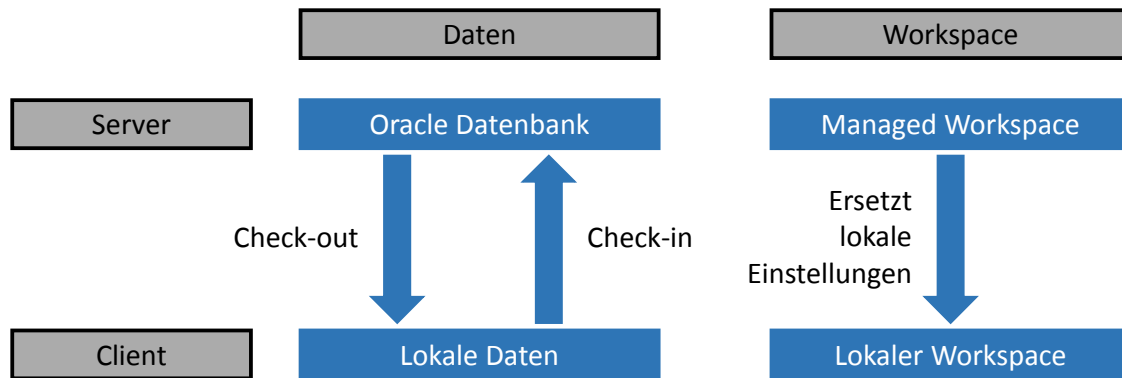 Daten
Workspace
Server
Oracle Datenbank
Managed Workspace
Check-out
Check-in
Ersetzt
lokale
Einstellungen
Client
Lokale Daten
Lokaler Workspace